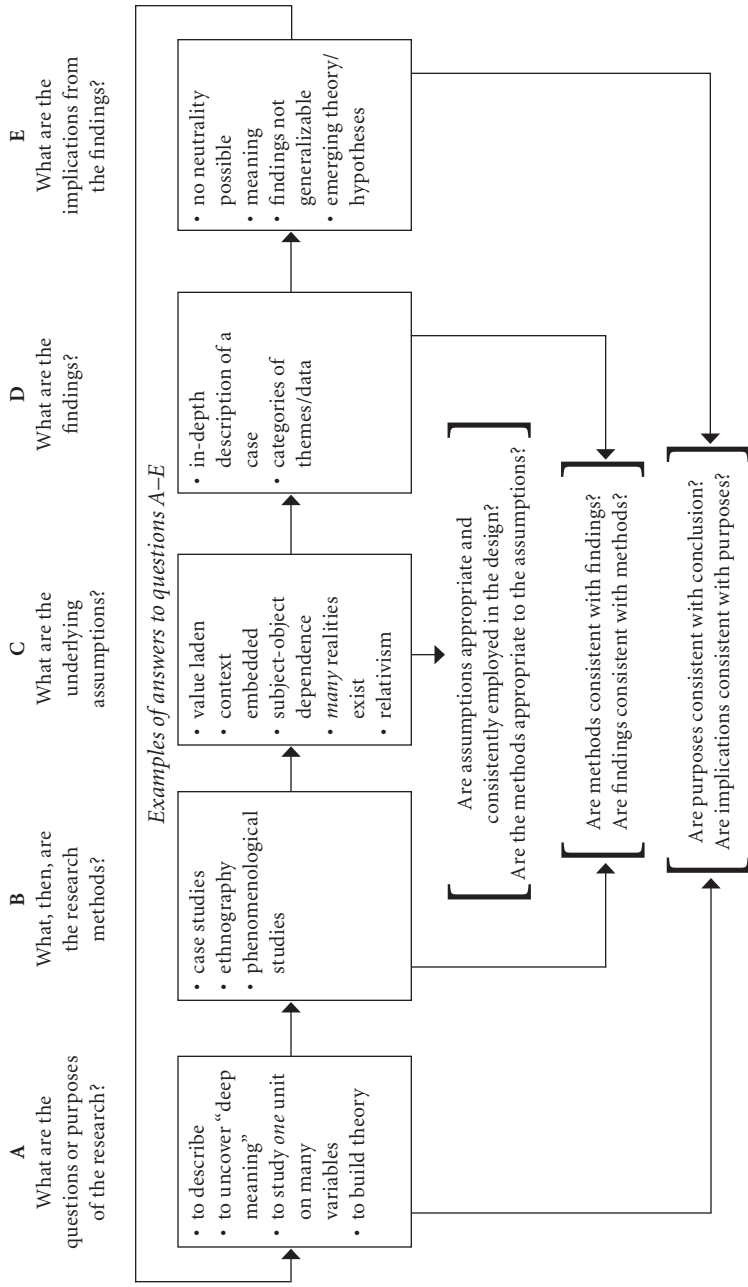 A
What are the
questions or purposes
of the research?
B
What, then, are
the research
methods?
C
What are the
underlying
assumptions?
D
What are the
findings?
E
What are the
implications from
the findings?
Examples of answers to questions A–E
• to describe
• to uncover “deep
meaning”
• to study one unit
on many
variables
• to build theory
• case studies
• ethnography
• phenomenological
studies
• value laden
• context
embedded
• subject-object
dependence
• many realities
exist
• relativism
• in-depth
description of a
case
• categories of
themes/data
• no neutrality
possible
• meaning
• findings not
generalizable
• emerging theory/
hypotheses
Are assumptions appropriate and
consistently employed in the design?
Are the methods appropriate to the assumptions?
Are methods consistent with findings?
Are findings consistent with methods?
Are purposes consistent with conclusion?
Are implications consistent with purposes?